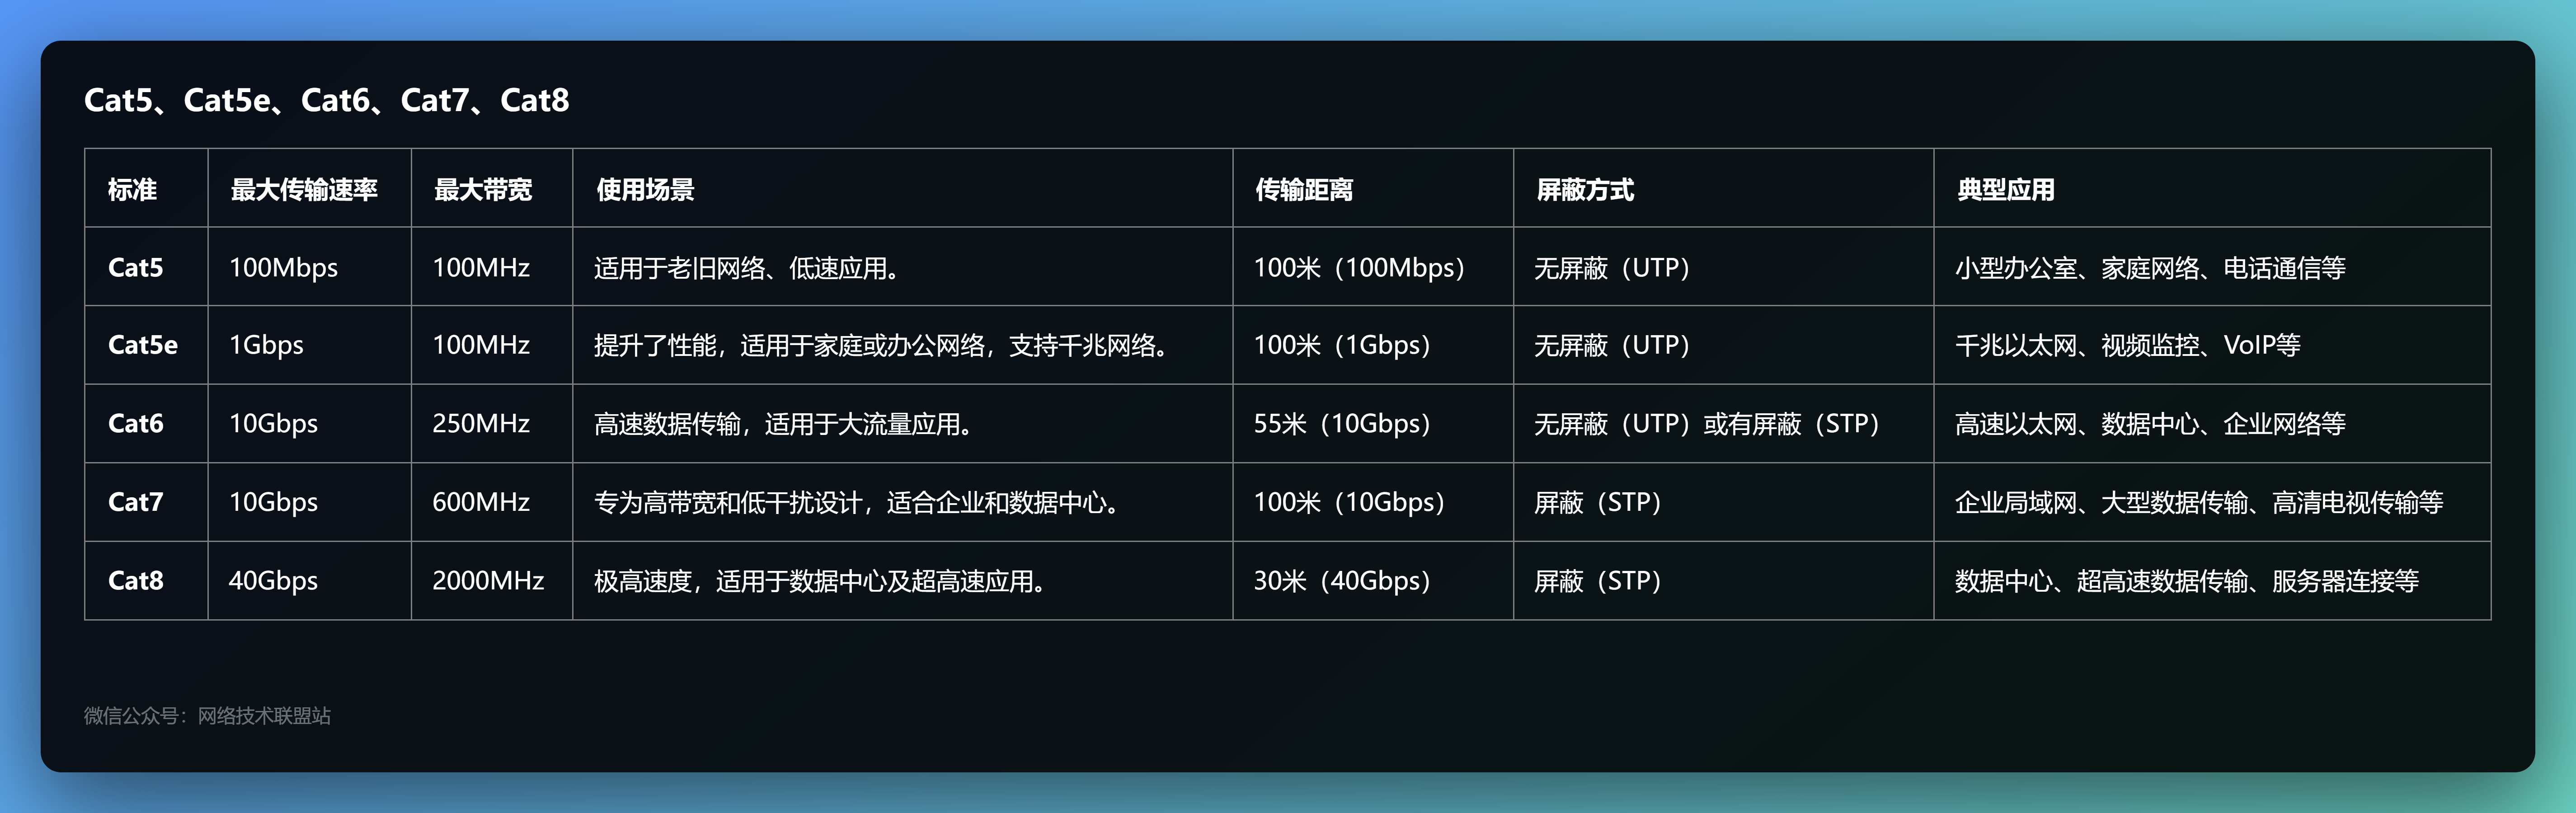 Cat5、Cat5e、Cat6、Cat7、Cat8
标准 最大传输速率 最大带宽 使用场景 传输距离 屏蔽方式 典型应用
Cat5 100Mbps 100MHz 适用于老旧网络、低速应用。 100米（100Mbps） 无屏蔽（UTP） 小型办公室、家庭网络、电话通信等
Cat5e 1Gbps 100MHz 提升了性能，适用于家庭或办公网络，支持千兆网络。 100米（1Gbps） 无屏蔽（UTP） 千兆以太网、视频监控、VoIP等
Cat6 10Gbps 250MHz 高速数据传输，适用于大流量应用。 55米（10Gbps） 无屏蔽（UTP）或有屏蔽（STP） 高速以太网、数据中心、企业网络等
Cat7 10Gbps 600MHz 专为高带宽和低干扰设计，适合企业和数据中心。 100米（10Gbps） 屏蔽（STP） 企业局域网、大型数据传输、高清电视传输等
Cat8 40Gbps 2000MHz 极高速度，适用于数据中心及超高速应用。 30米（40Gbps） 屏蔽（STP） 数据中心、超高速数据传输、服务器连接等
微信公众号：网络技术联盟站